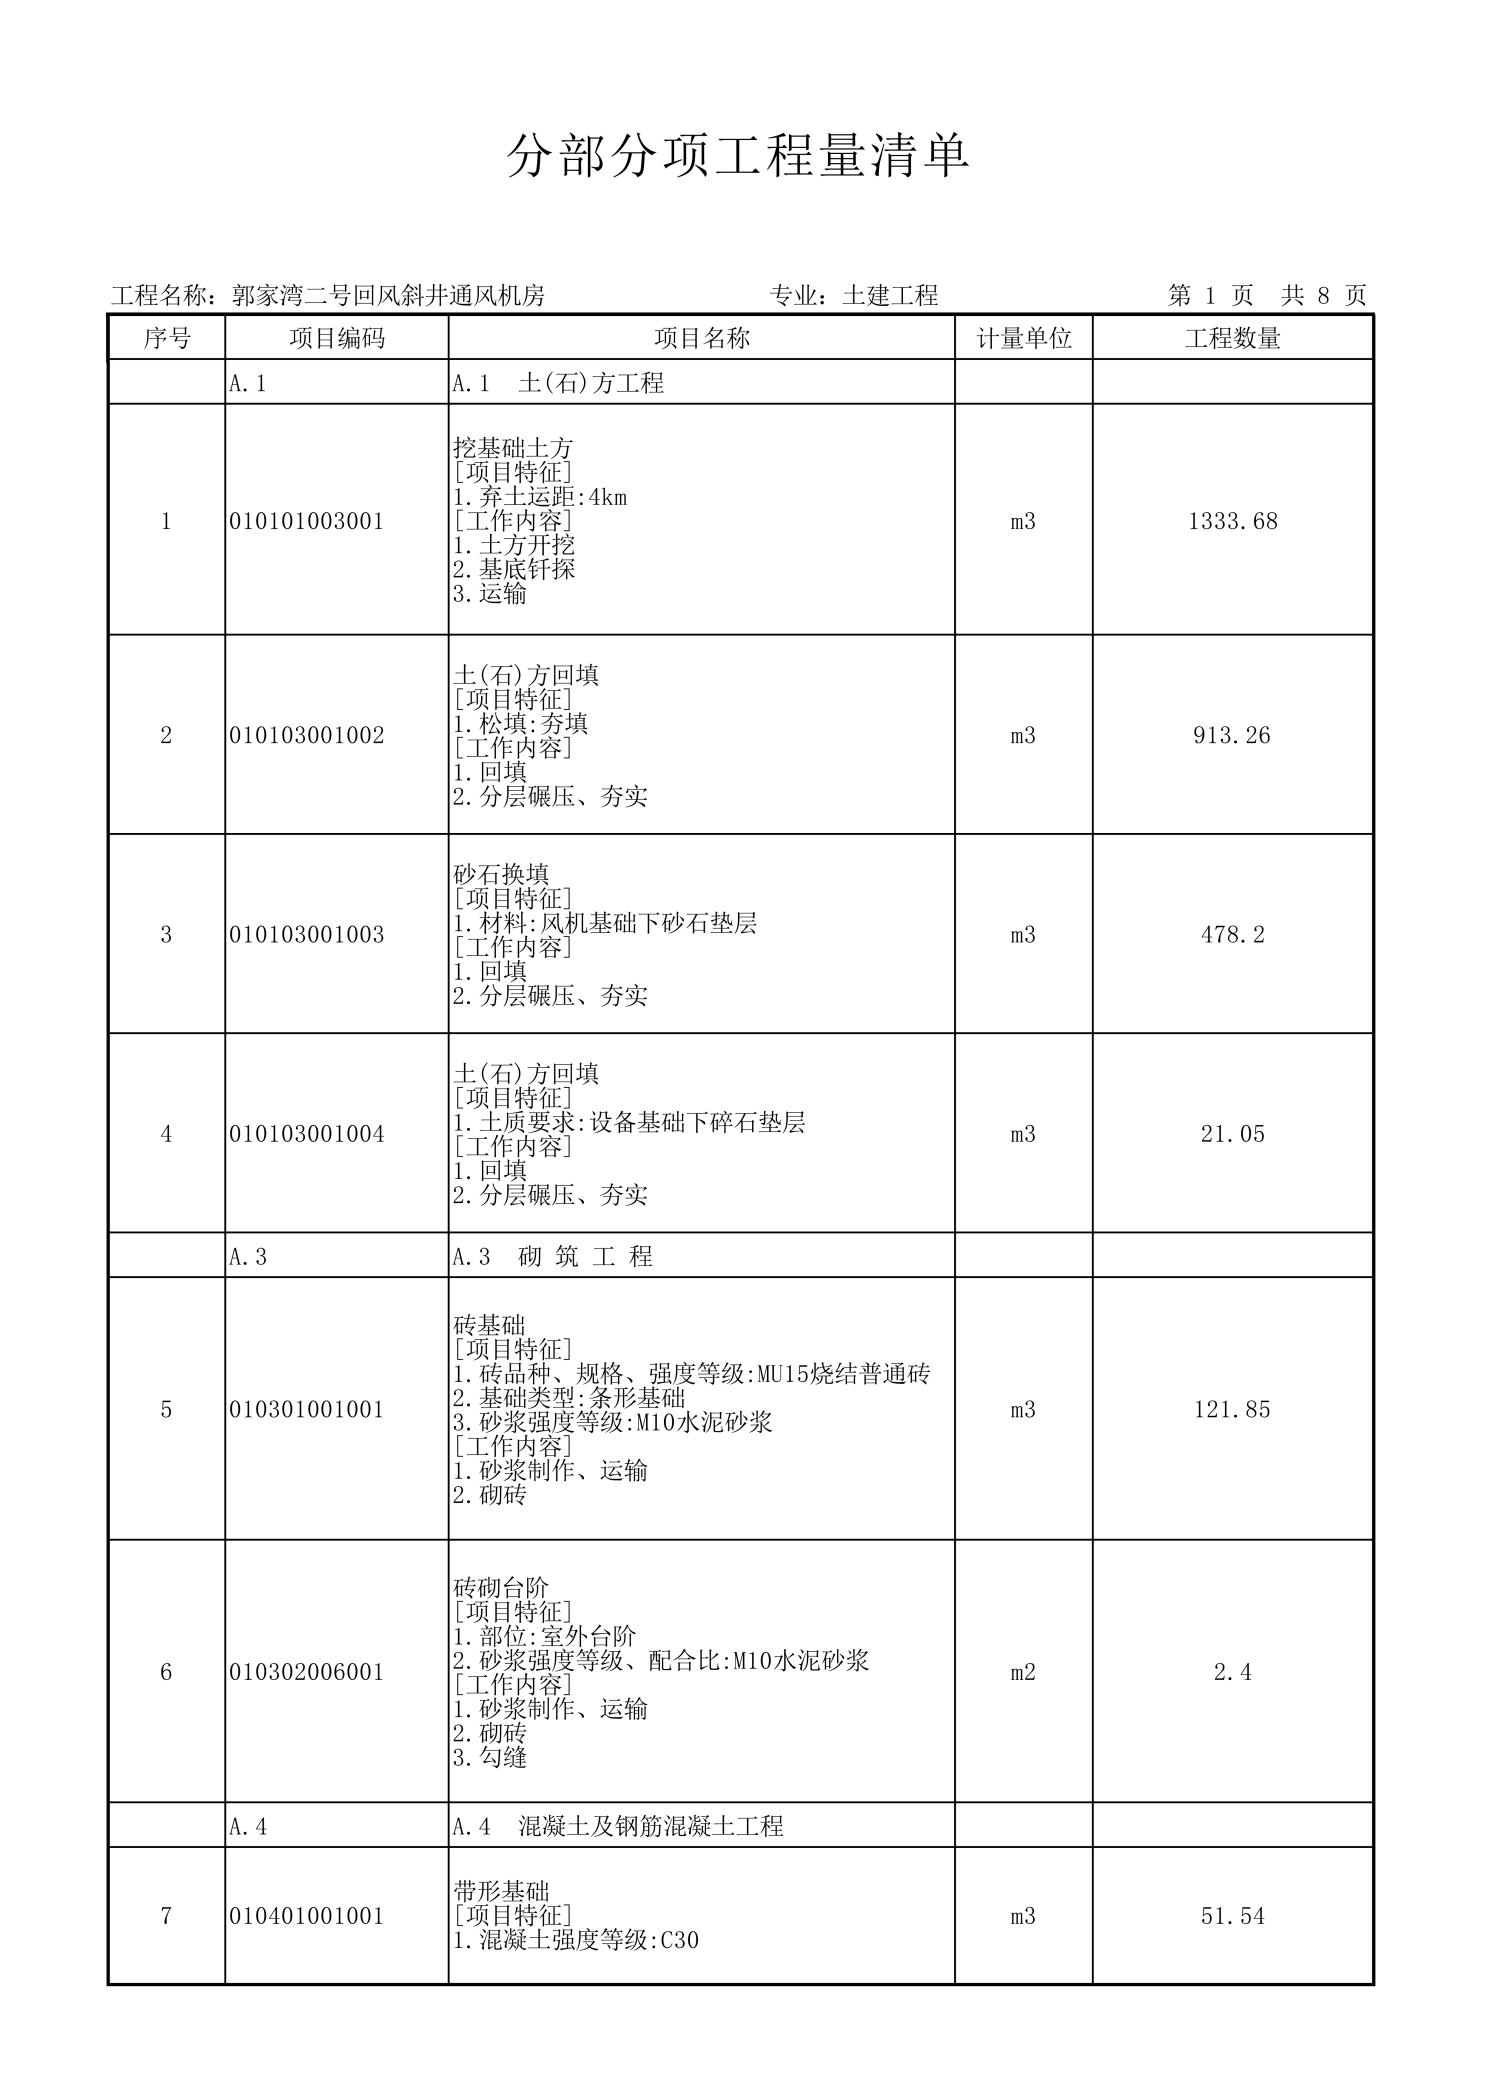 分部分项工程量清单
工程名称：郭家湾二号回风斜井通风机房 专业：土建工程 第 1 页 共 8 页
序号 项目编码 项目名称 计量单位 工程数量
A.1 A.1 土(石)方工程
1 010101003001 挖基础土方 m3 1333.68
[项目特征]
1.弃土运距:4km
[工作内容]
1.土方开挖
2.基底钎探
3.运输
2 010103001002 土(石)方回填 m3 913.26
[项目特征]
1.松填:夯填
[工作内容]
1.回填
2.分层碾压、夯实
3 010103001003 砂石换填 m3 478.2
[项目特征]
1.材料:风机基础下砂石垫层
[工作内容]
1.回填
2.分层碾压、夯实
4 010103001004 土(石)方回填 m3 21.05
[项目特征]
1.土质要求:设备基础下碎石垫层
[工作内容]
1.回填
2.分层碾压、夯实
A.3 A.3 砌 筑 工 程
5 010301001001 砖基础 m3 121.85
[项目特征]
1.砖品种、规格、强度等级:MU15烧结普通砖
2.基础类型:条形基础
3.砂浆强度等级:M10水泥砂浆
[工作内容]
1.砂浆制作、运输
2.砌砖
6 010302006001 砖砌台阶 m2 2.4
[项目特征]
1.部位:室外台阶
2.砂浆强度等级、配合比:M10水泥砂浆
[工作内容]
1.砂浆制作、运输
2.砌砖
3.勾缝
A.4 A.4 混凝土及钢筋混凝土工程
7 010401001001 带形基础 m3 51.54
[项目特征]
1.混凝土强度等级:C30